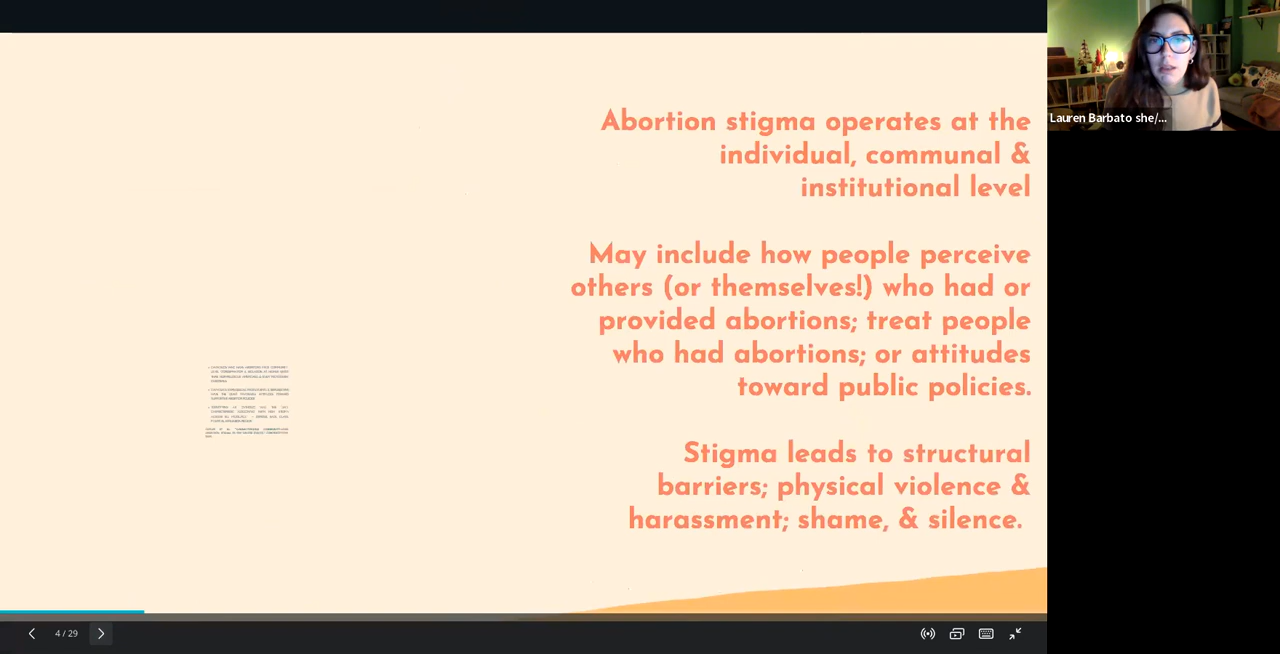 Abortion stigma operates at the
individual, communal &
institutional level
May include how people perceive
others (or themselves!) who had or
provided abortions; treat people
who had abortions; or attitudes
toward public policies.
Stigma leads to structural
barriers; physical violence &
harassment; shame, & silence.
Lauren Barbato she/...
4 / 29